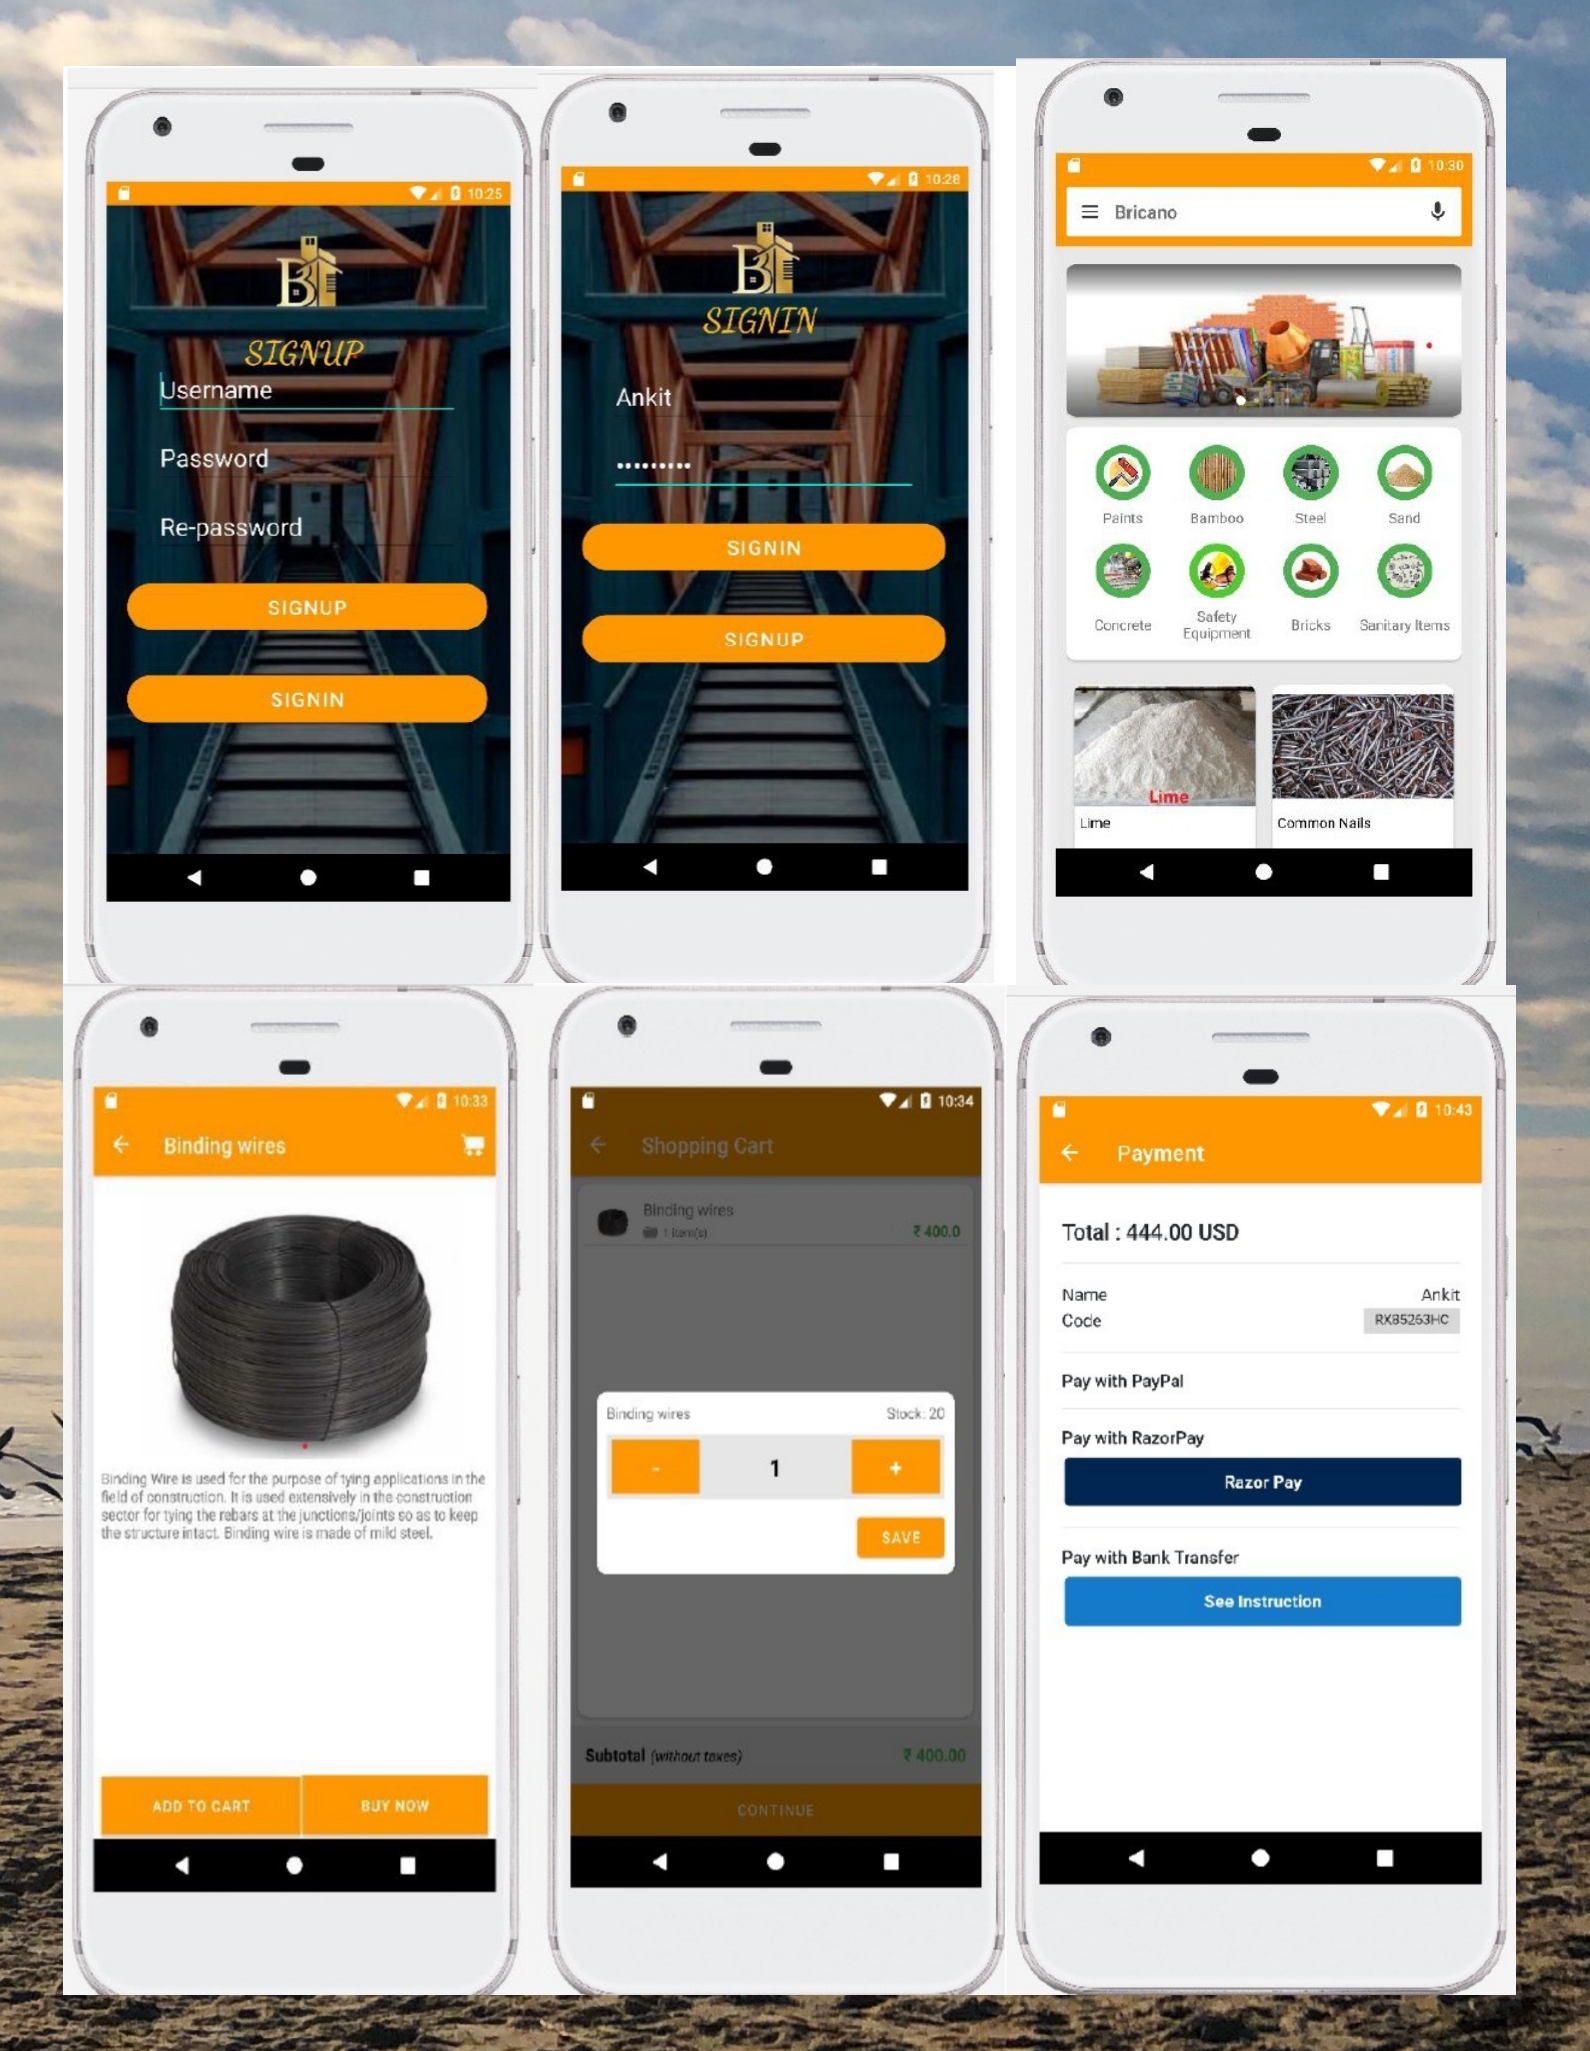 10:25
B
SIGNUP
Username
Password
Re-password
SIGNUP
SIGNIN
10:28
B
SIGNIN
Ankit
•••••••••
SIGNIN
SIGNUP
10:30
Bricano
Paints
Bamboo
Steel
Sand
Concrete
Safety
Equipment
Bricks
Sanitary Items
Lime
Lime
Common Nails
10:33
Binding wires
Binding Wire is used for the purpose of tying applications in the
field of construction. It is used extensively in the construction
sector for tying the rebars at the junctions/joints so as to keep
the structure intact. Binding wire is made of mild steel.
ADD TO CART
BUY NOW
10:34
Shopping Cart
Binding wires
1 item(s)
₹ 400.0
Binding wires
Stock: 20
-
1
+
SAVE
Subtotal (without taxes)
₹ 400.00
CONTINUE
10:43
Payment
Total : 444.00 USD
Name
Ankit
Code
RX85263HC
Pay with PayPal
Pay with RazorPay
Razor Pay
Pay with Bank Transfer
See Instruction